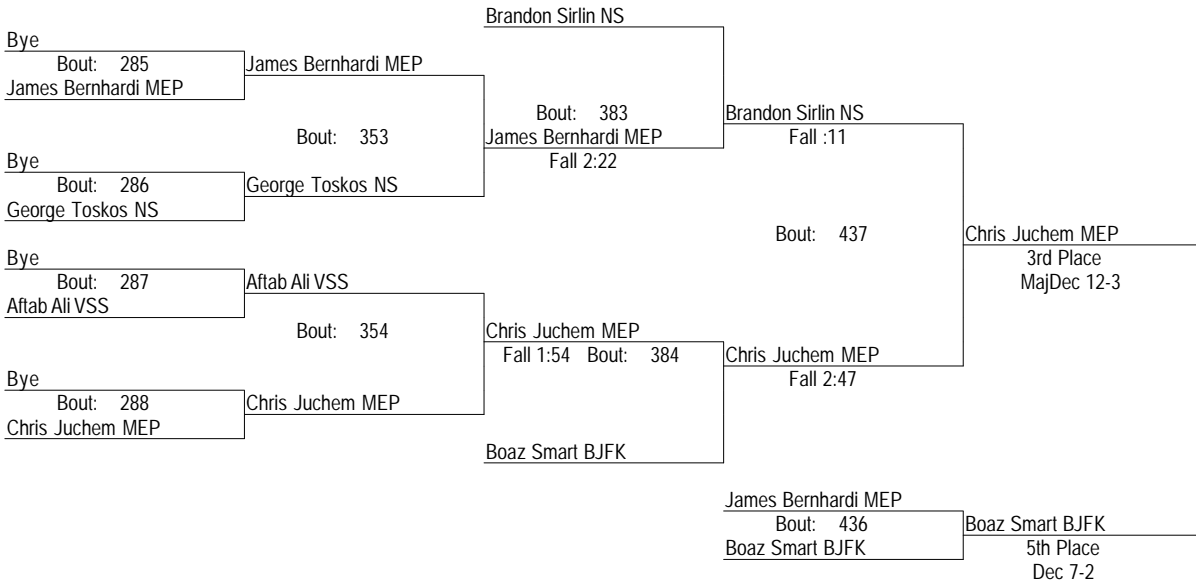 Brandon Sirlin NS
Bye
Bout: 285
James Bernhardi MEP
James Bernhardi MEP
Bout: 383
Brandon Sirlin NS
Fall :11
Bout: 353
James Bernhardi MEP
Fall 2:22
Bye
Bout: 286
George Toskos NS
George Toskos NS
Bout: 437
Chris Juchem MEP
3rd Place
MajDec 12-3
Bye
Bout: 287
Aftab Ali VSS
Aftab Ali VSS
Bout: 354
Chris Juchem MEP
Fall 1:54 Bout: 384
Chris Juchem MEP
Fall 2:47
Bye
Bout: 288
Chris Juchem MEP
Chris Juchem MEP
Boaz Smart BJFK
James Bernhardi MEP
Bout: 436
Boaz Smart BJFK
Boaz Smart BJFK
5th Place
Dec 7-2